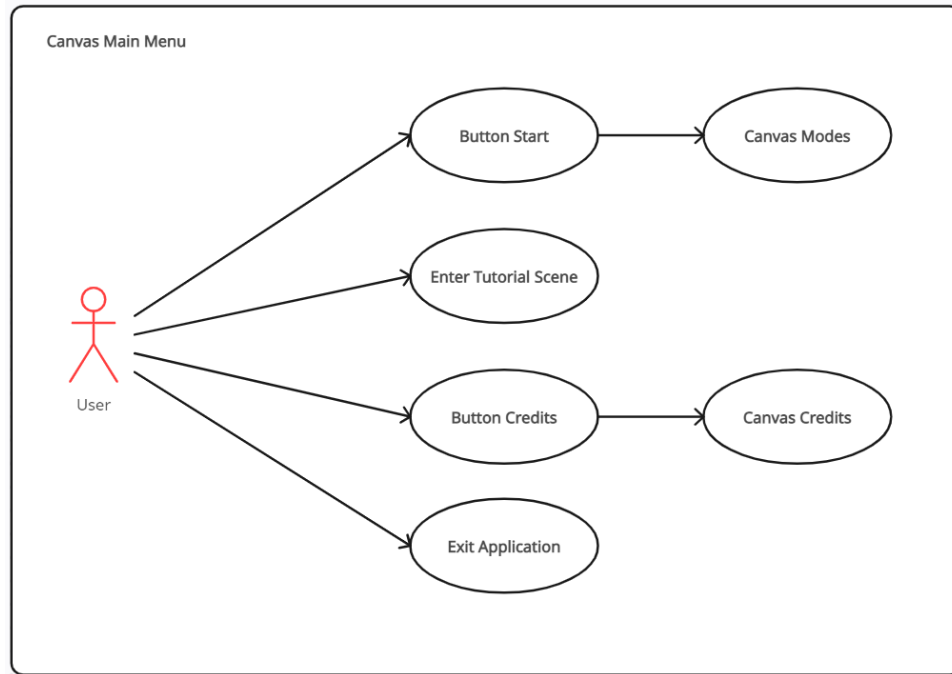 Canvas Main Menu
Button Start
Canvas Modes
Enter Tutorial Scene
User
Button Credits
Canvas Credits
Exit Application